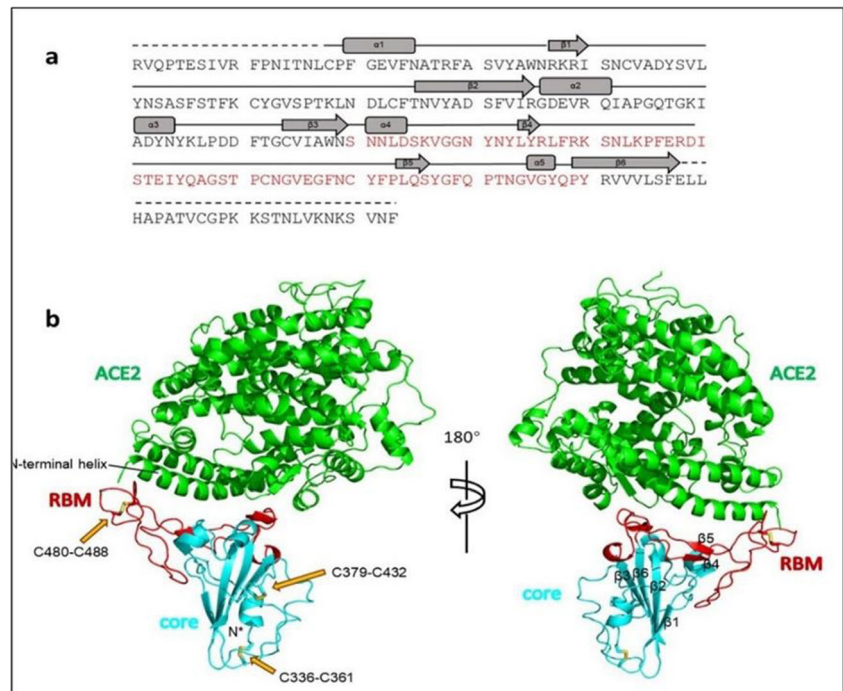 a
α1 β1
RVQPTESIVR FPNITNLCPF GEVFNATRFA SVYAWNRKRI SNCVADYSVL
β2 α2
YNSASFSTFK CYGVSPTKLN DLCFTNVYAD SFVIRGDEVR QIAPGQTGKI
α3 β3 α4 β4
ADYNYKLPDD FTGCVIAWNS NNLDSKVGGN YNYLYRLFRK SNLKPFERDI
β5 α5 β6
STEIYQAGST PCNGVEGFNC YFPLQSYGFQ PTNGVGYQPY RVVVLSFELL
HAPATVCGPK KSTNLVKNKS VNF
b
ACE2
ACE2
180°
N-terminal helix
RBM
C480-C488
C379-C432
core
N*
C336-C361
β5
β4
RBM
β3
β6
β2
core
β1